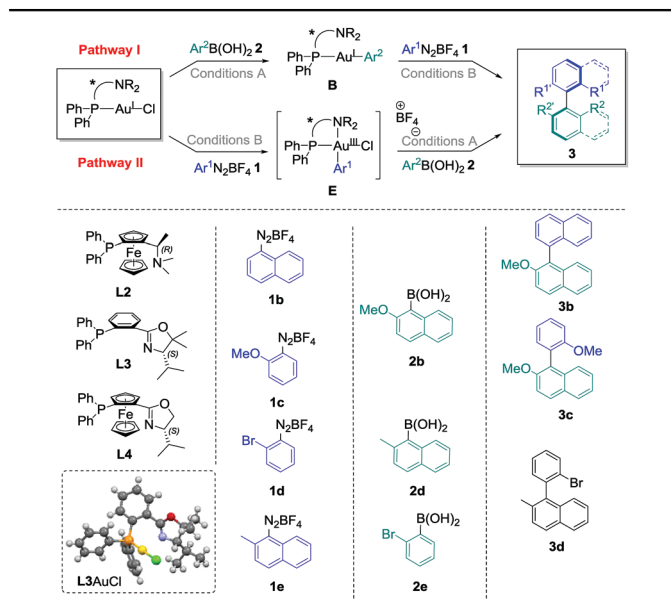 Pathway I
Ar²B(OH)₂ 2
Conditions A
* NR₂
Ph-P—Auᴵ-Ar²
Ph
B
Ar¹N₂BF₄ 1
Conditions B
* NR₂
Ph-P—Auᴵ-Cl
Ph
Pathway II
Conditions B
Ar¹N₂BF₄ 1
* NR₂
Ph-P—Auᴵᴵᴵ-Cl
Ph
Ar¹
E
⊕
BF₄
⊖
Conditions A
Ar²B(OH)₂ 2
R¹' R¹
R²' R²
3
Ph
Ph P
Fe
(R)
N
L2
Ph
Ph P
O
N
(S)
L3
Ph
Ph P
Fe
O
N
(S)
L4
L3AuCl
N₂BF₄
1b
N₂BF₄
MeO
1c
N₂BF₄
Br
1d
N₂BF₄
1e
B(OH)₂
MeO
2b
B(OH)₂
2d
B(OH)₂
Br
2e
MeO
3b
OMe
MeO
3c
Br
3d